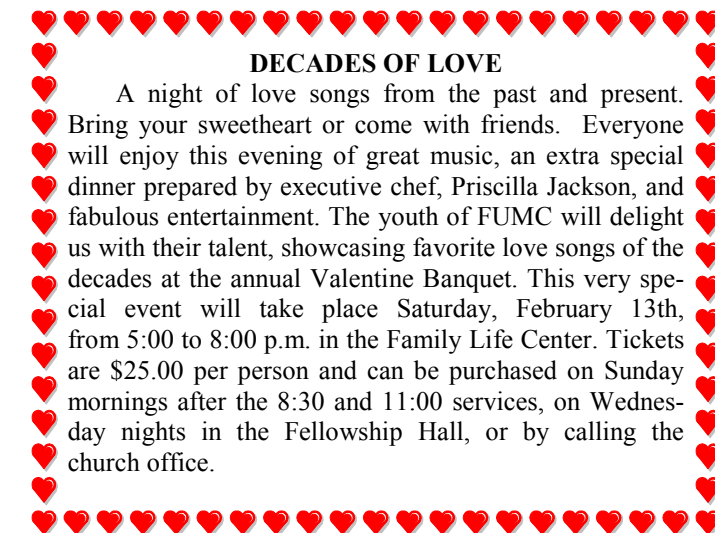 DECADES OF LOVE
A night of love songs from the past and present.
Bring your sweetheart or come with friends. Everyone
will enjoy this evening of great music, an extra special
dinner prepared by executive chef, Priscilla Jackson, and
fabulous entertainment. The youth of FUMC will delight
us with their talent, showcasing favorite love songs of the
decades at the annual Valentine Banquet. This very spe-
cial event will take place Saturday, February 13th,
from 5:00 to 8:00 p.m. in the Family Life Center. Tickets
are $25.00 per person and can be purchased on Sunday
mornings after the 8:30 and 11:00 services, on Wednes-
day nights in the Fellowship Hall, or by calling the
church office.